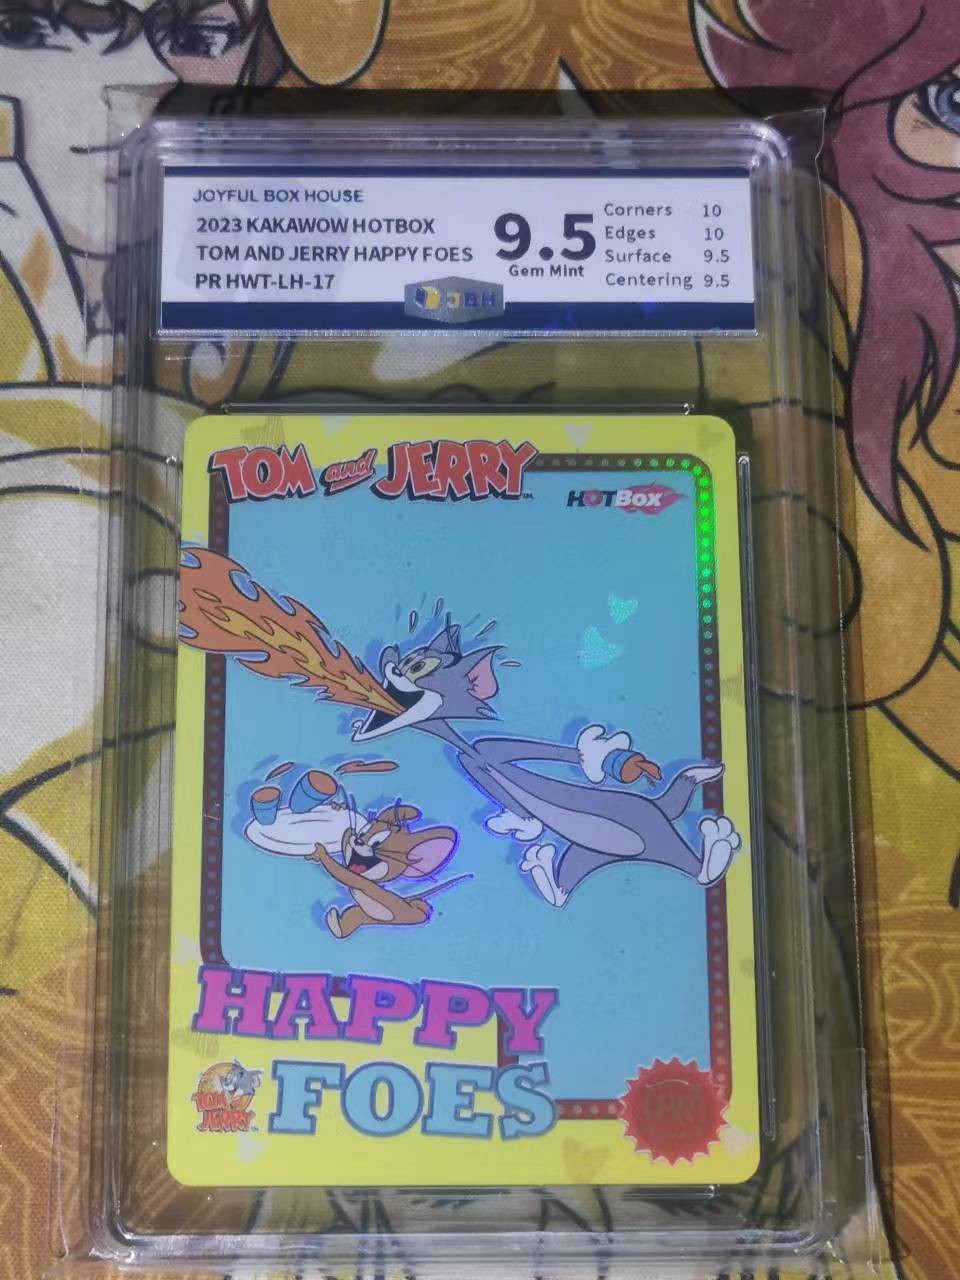 JOYFUL BOX HOUSE
2023 KAKAWOW HOTBOX
TOM AND JERRY HAPPY FOES
PR HWT-LH-17
9.5
Gem Mint
Corners 10
Edges 10
Surface 9.5
Centering 9.5
JBH
TOM and JERRY
HOTBox
HAPPY
FOES
TOM and JERRY